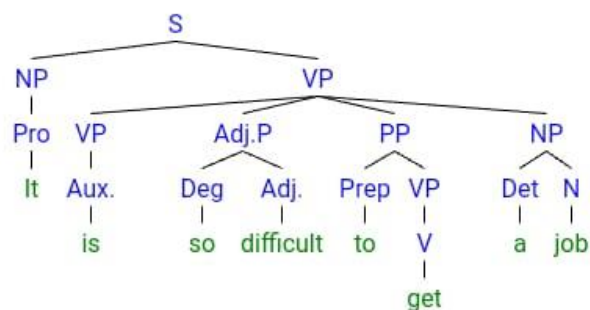 S
NP VP
Pro VP Adj.P PP NP
It Aux. Deg Adj. Prep VP Det N
is so difficult to V a job
get